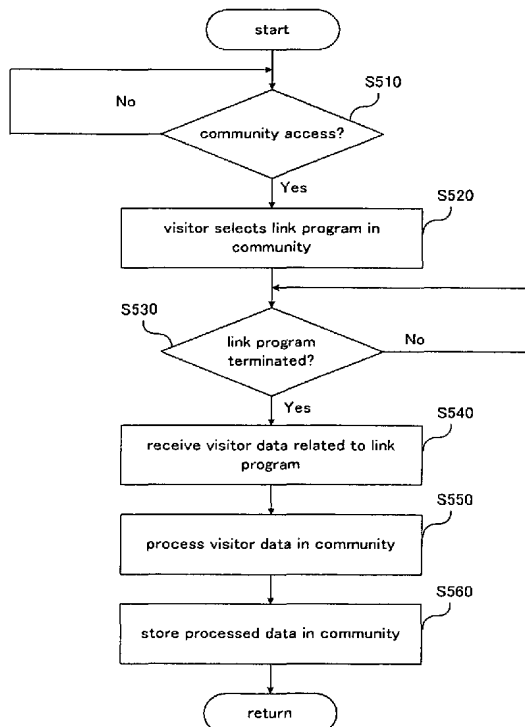 start
S510
No
community access?
Yes
S520
visitor selects link program in
community
S530
link program
terminated?
No
Yes
S540
receive visitor data related to link
program
S550
process visitor data in community
S560
store processed data in community
return